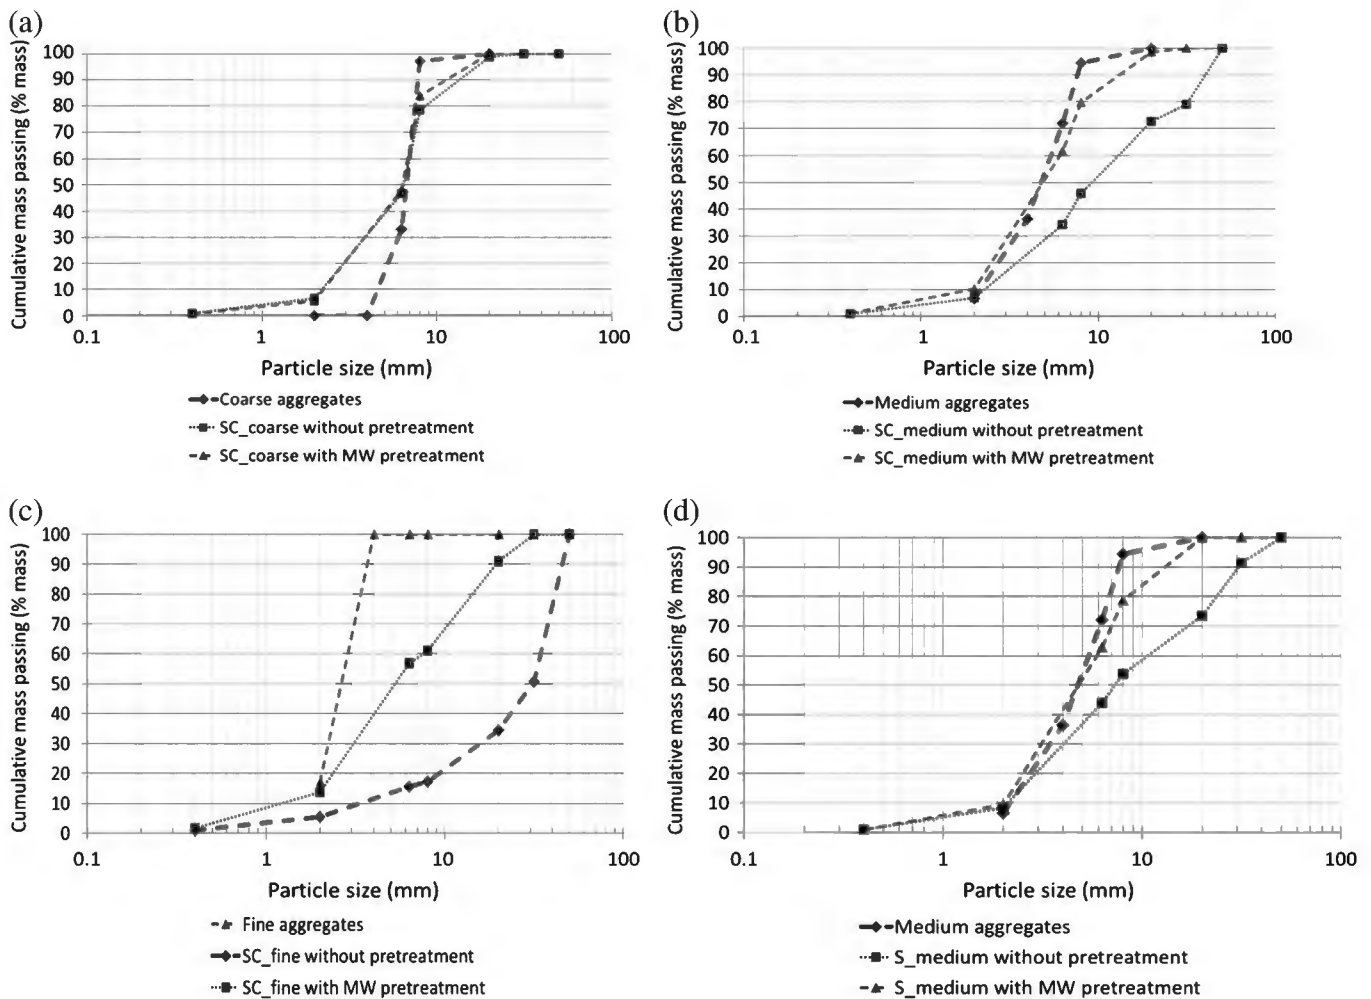 (a)
Cumulative mass passing (% mass)
100
90
80
70
60
50
40
30
20
10
0
0.1 1 10 100
Particle size (mm)
Coarse aggregates
SC_coarse without pretreatment
SC_coarse with MW pretreatment
(b)
Cumulative mass passing (% mass)
100
90
80
70
60
50
40
30
20
10
0
0.1 1 10 100
Particle size (mm)
Medium aggregates
SC_medium without pretreatment
SC_medium with MW pretreatment
(c)
Cumulative mass passing (% mass)
100
90
80
70
60
50
40
30
20
10
0
0.1 1 10 100
Particle size (mm)
Fine aggregates
SC_fine without pretreatment
SC_fine with MW pretreatment
(d)
Cumulative mass passing (% mass)
100
90
80
70
60
50
40
30
20
10
0
0.1 1 10 100
Particle size (mm)
Medium aggregates
S_medium without pretreatment
S_medium with MW pretreatment